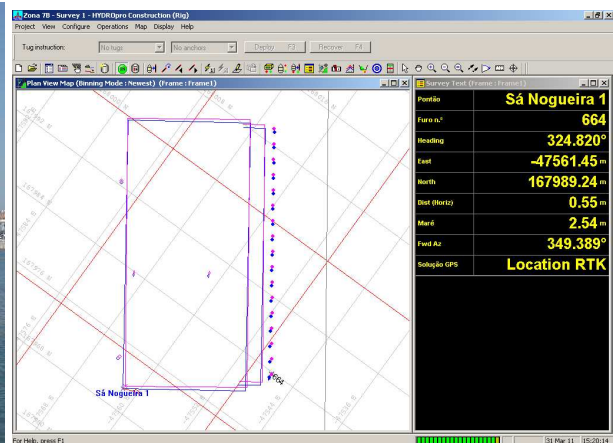 Zona 7B - Survey 1 - HYDROpro Construction (Rig)
Project View Configure Operations Map Display Help
Tug instruction:
No tugs
No anchors
Deploy F3
Recover F4
Plan View Map (Binning Mode : Newest) (Frame : Frame1)
Sá Nogueira 1
664
Survey Text (Frame : Frame1)
Pontão Sá Nogueira 1
Furo n.º 664
Heading 324.820°
East -47561.45 m
North 167989.24 m
Dist (Horiz) 0.55 m
Maré 2.54 m
Fwd Az 349.389°
Solução GPS Location RTK
For Help, press F1
31 Mar 11 15:20:14